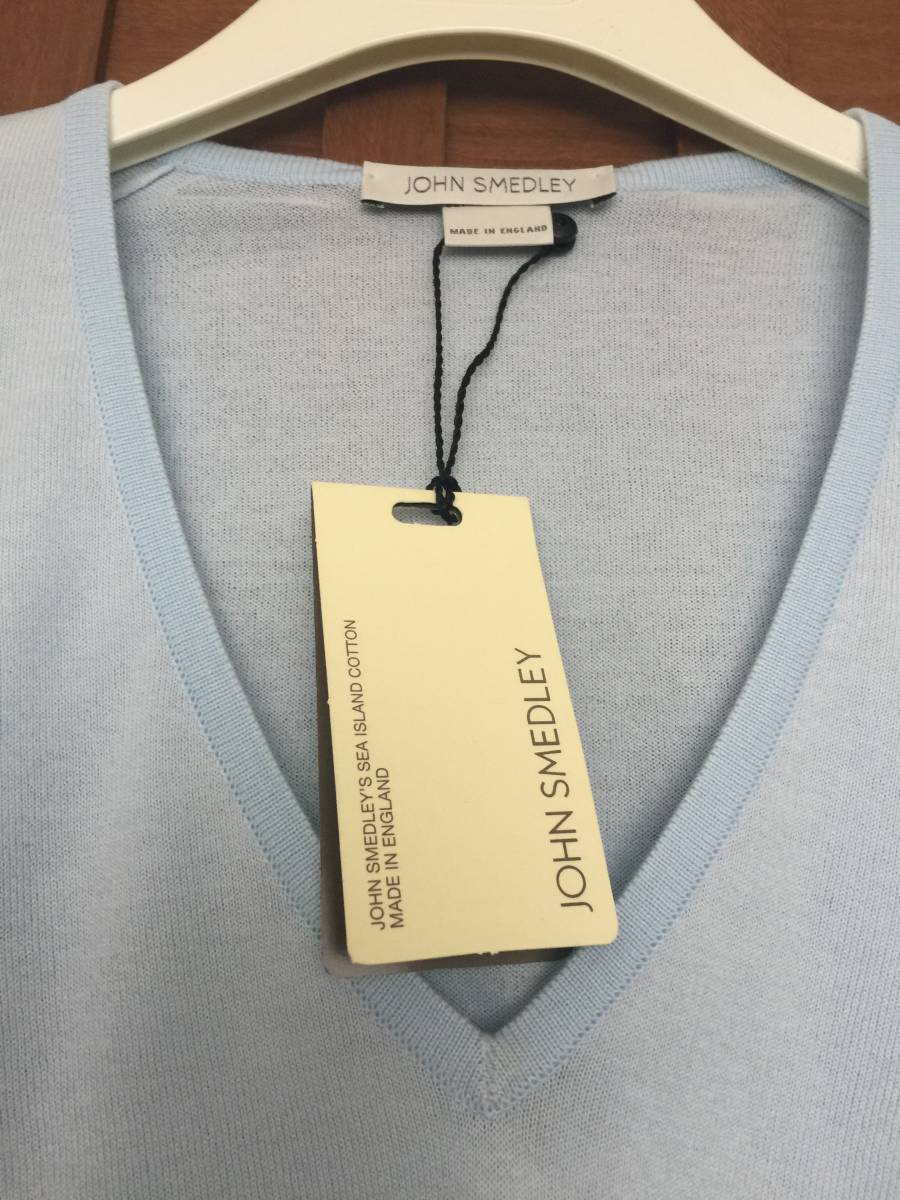 JOHN SMEDLEY
MADE IN ENGLAND
JOHN SMEDLEY'S SEA ISLAND COTTON
MADE IN ENGLAND
JOHN SMEDLEY